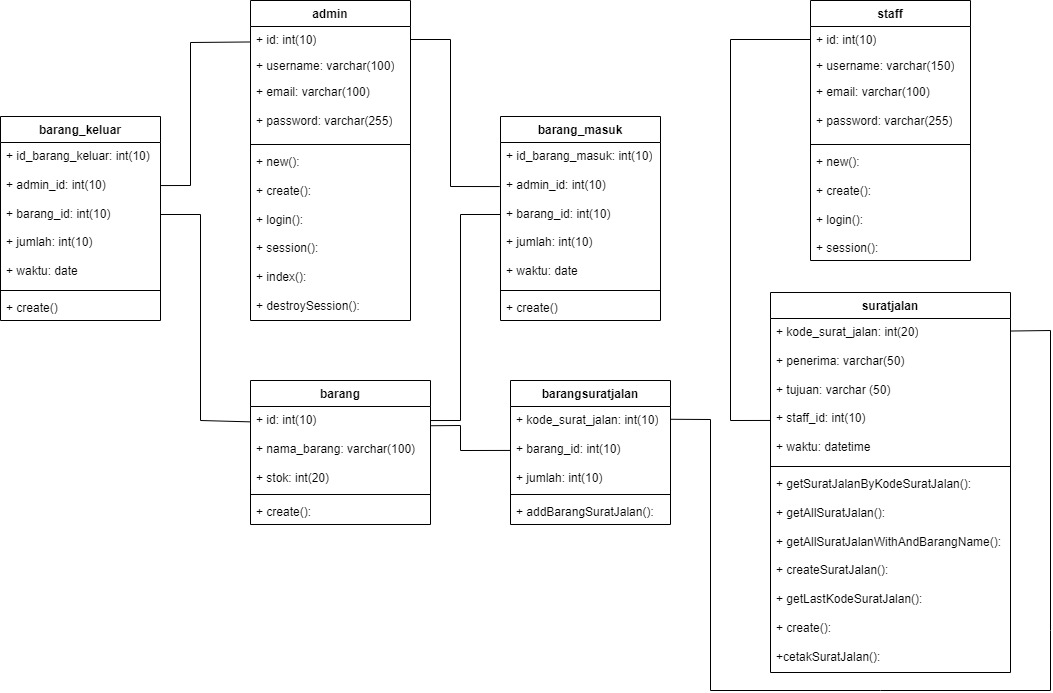 admin
+ id: int(10)
+ username: varchar(100)
+ email: varchar(100)
+ password: varchar(255)
+ new():
+ create():
+ login():
+ session():
+ index():
+ destroySession():
staff
+ id: int(10)
+ username: varchar(150)
+ email: varchar(100)
+ password: varchar(255)
+ new():
+ create():
+ login():
+ session():
barang_keluar
+ id_barang_keluar: int(10)
+ admin_id: int(10)
+ barang_id: int(10)
+ jumlah: int(10)
+ waktu: date
+ create()
barang_masuk
+ id_barang_masuk: int(10)
+ admin_id: int(10)
+ barang_id: int(10)
+ jumlah: int(10)
+ waktu: date
+ create()
suratjalan
+ kode_surat_jalan: int(20)
+ penerima: varchar(50)
+ tujuan: varchar (50)
+ staff_id: int(10)
+ waktu: datetime
+ getSuratJalanByKodeSuratJalan():
+ getAllSuratJalan():
+ getAllSuratJalanWithAndBarangName():
+ createSuratJalan():
+ getLastKodeSuratJalan():
+ create():
+cetakSuratJalan():
barang
+ id: int(10)
+ nama_barang: varchar(100)
+ stok: int(20)
+ create():
barangsuratjalan
+ kode_surat_jalan: int(10)
+ barang_id: int(10)
+ jumlah: int(10)
+ addBarangSuratJalan():